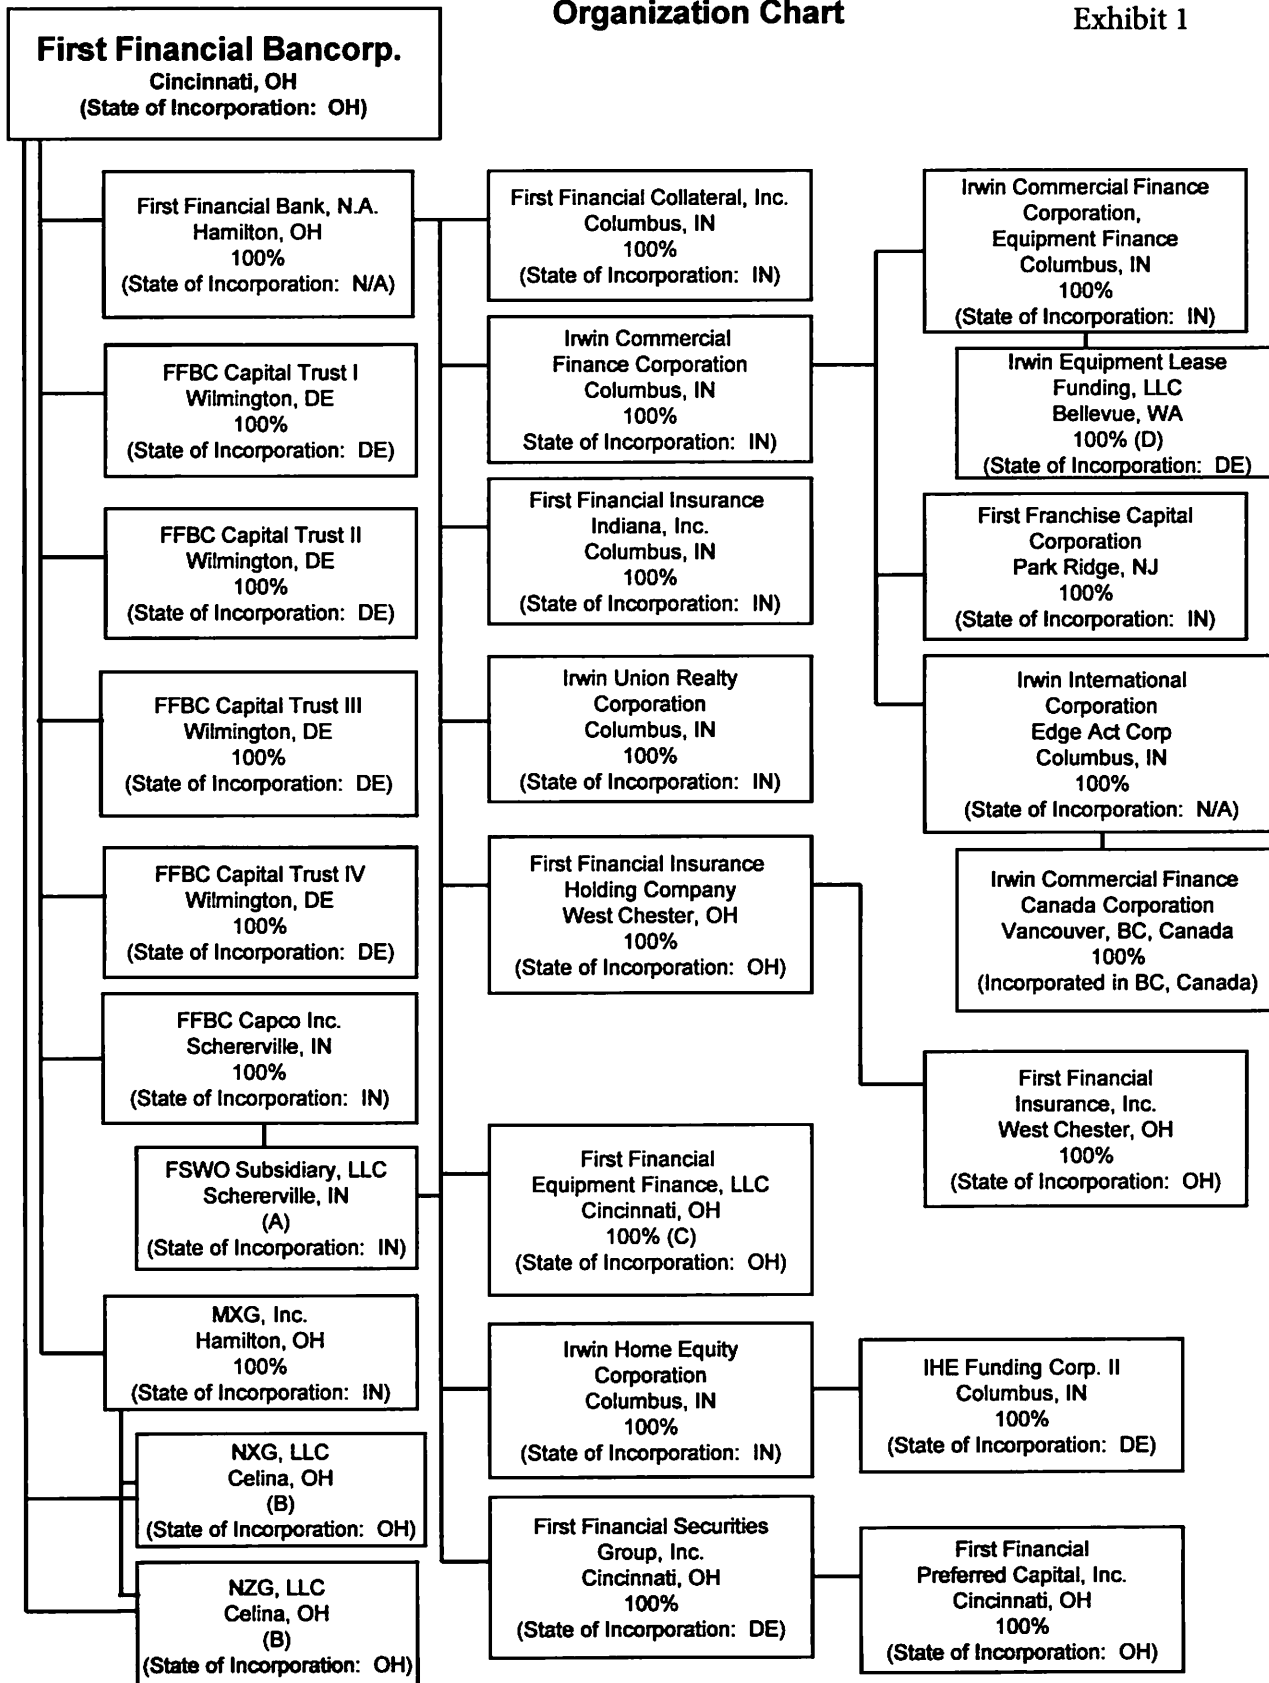 Organization Chart
Exhibit 1
First Financial Bancorp.
Cincinnati, OH
(State of Incorporation: OH)
First Financial Bank, N.A.
Hamilton, OH
100%
(State of Incorporation: N/A)
FFBC Capital Trust I
Wilmington, DE
100%
(State of Incorporation: DE)
FFBC Capital Trust II
Wilmington, DE
100%
(State of Incorporation: DE)
FFBC Capital Trust III
Wilmington, DE
100%
(State of Incorporation: DE)
FFBC Capital Trust IV
Wilmington, DE
100%
(State of Incorporation: DE)
FFBC Capco Inc.
Schererville, IN
100%
(State of Incorporation: IN)
FSWO Subsidiary, LLC
Schererville, IN
(A)
(State of Incorporation: IN)
MXG, Inc.
Hamilton, OH
100%
(State of Incorporation: IN)
NXG, LLC
Celina, OH
(B)
(State of Incorporation: OH)
NZG, LLC
Celina, OH
(B)
(State of Incorporation: OH)
First Financial Collateral, Inc.
Columbus, IN
100%
(State of Incorporation: IN)
Irwin Commercial
Finance Corporation
Columbus, IN
100%
State of Incorporation: IN)
First Financial Insurance
Indiana, Inc.
Columbus, IN
100%
(State of Incorporation: IN)
Irwin Union Realty
Corporation
Columbus, IN
100%
(State of Incorporation: IN)
First Financial Insurance
Holding Company
West Chester, OH
100%
(State of Incorporation: OH)
First Financial
Equipment Finance, LLC
Cincinnati, OH
100% (C)
(State of Incorporation: OH)
Irwin Home Equity
Corporation
Columbus, IN
100%
(State of Incorporation: IN)
First Financial Securities
Group, Inc.
Cincinnati, OH
100%
(State of Incorporation: DE)
Irwin Commercial Finance
Corporation,
Equipment Finance
Columbus, IN
100%
(State of Incorporation: IN)
Irwin Equipment Lease
Funding, LLC
Bellevue, WA
100% (D)
(State of Incorporation: DE)
First Franchise Capital
Corporation
Park Ridge, NJ
100%
(State of Incorporation: IN)
Irwin International
Corporation
Edge Act Corp
Columbus, IN
100%
(State of Incorporation: N/A)
Irwin Commercial Finance
Canada Corporation
Vancouver, BC, Canada
100%
(Incorporated in BC, Canada)
First Financial
Insurance, Inc.
West Chester, OH
100%
(State of Incorporation: OH)
IHE Funding Corp. II
Columbus, IN
100%
(State of Incorporation: DE)
First Financial
Preferred Capital, Inc.
Cincinnati, OH
100%
(State of Incorporation: OH)